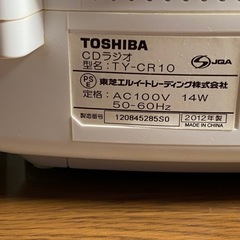 TOSHIBA
CDラジオ
型名：TY-CR10
JQA
PS
E
東芝エルイートレーディング株式会社
定格：AC100V 14W
50-60Hz
製造番号 120845285S0
2012年製
MADE IN CHINA